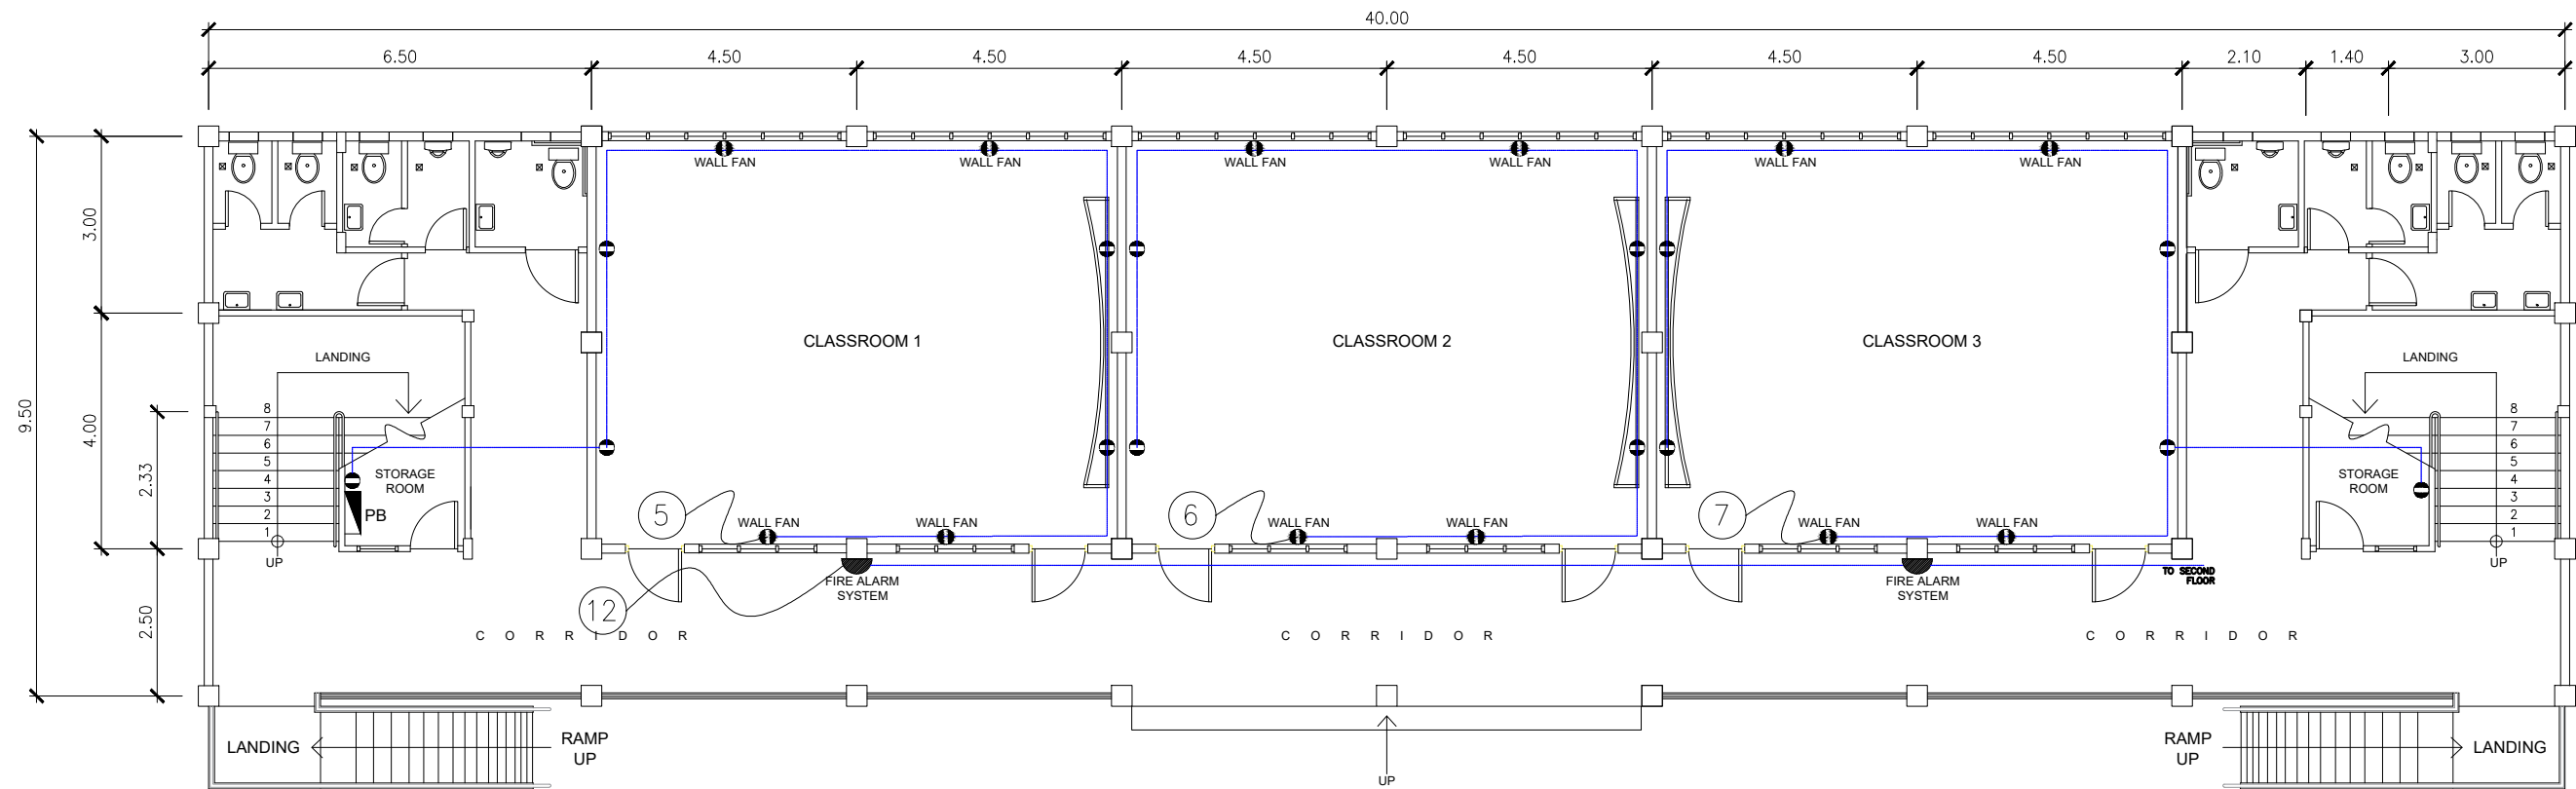 40.00
6.50 4.50 4.50 4.50 4.50 4.50 4.50 2.10 1.40 3.00
WALL FAN WALL FAN WALL FAN WALL FAN WALL FAN WALL FAN
3.00
9.50
4.00
2.33
2.50
CLASSROOM 1 CLASSROOM 2 CLASSROOM 3
LANDING
8
7
6
5
4
3
2
1
UP
STORAGE
ROOM
PB
LANDING
8
7
6
5
4
3
2
1
UP
STORAGE
ROOM
5 6 7
WALL FAN WALL FAN WALL FAN WALL FAN WALL FAN WALL FAN
12
FIRE ALARM
SYSTEM
FIRE ALARM
SYSTEM
TO SECOND
FLOOR
CORRIDOR CORRIDOR CORRIDOR
LANDING
RAMP
UP
UP
RAMP
UP
LANDING